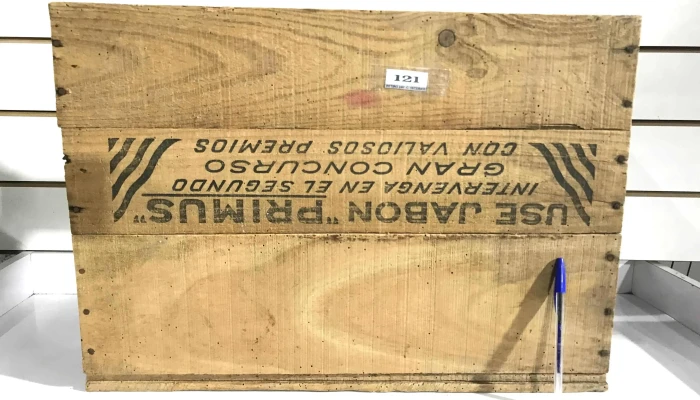 121
USE JABON "PRIMUS"
INTERVENGA EN EL SEGUNDO
GRAN CONCURSO
CON VALIOSOS PREMIOS